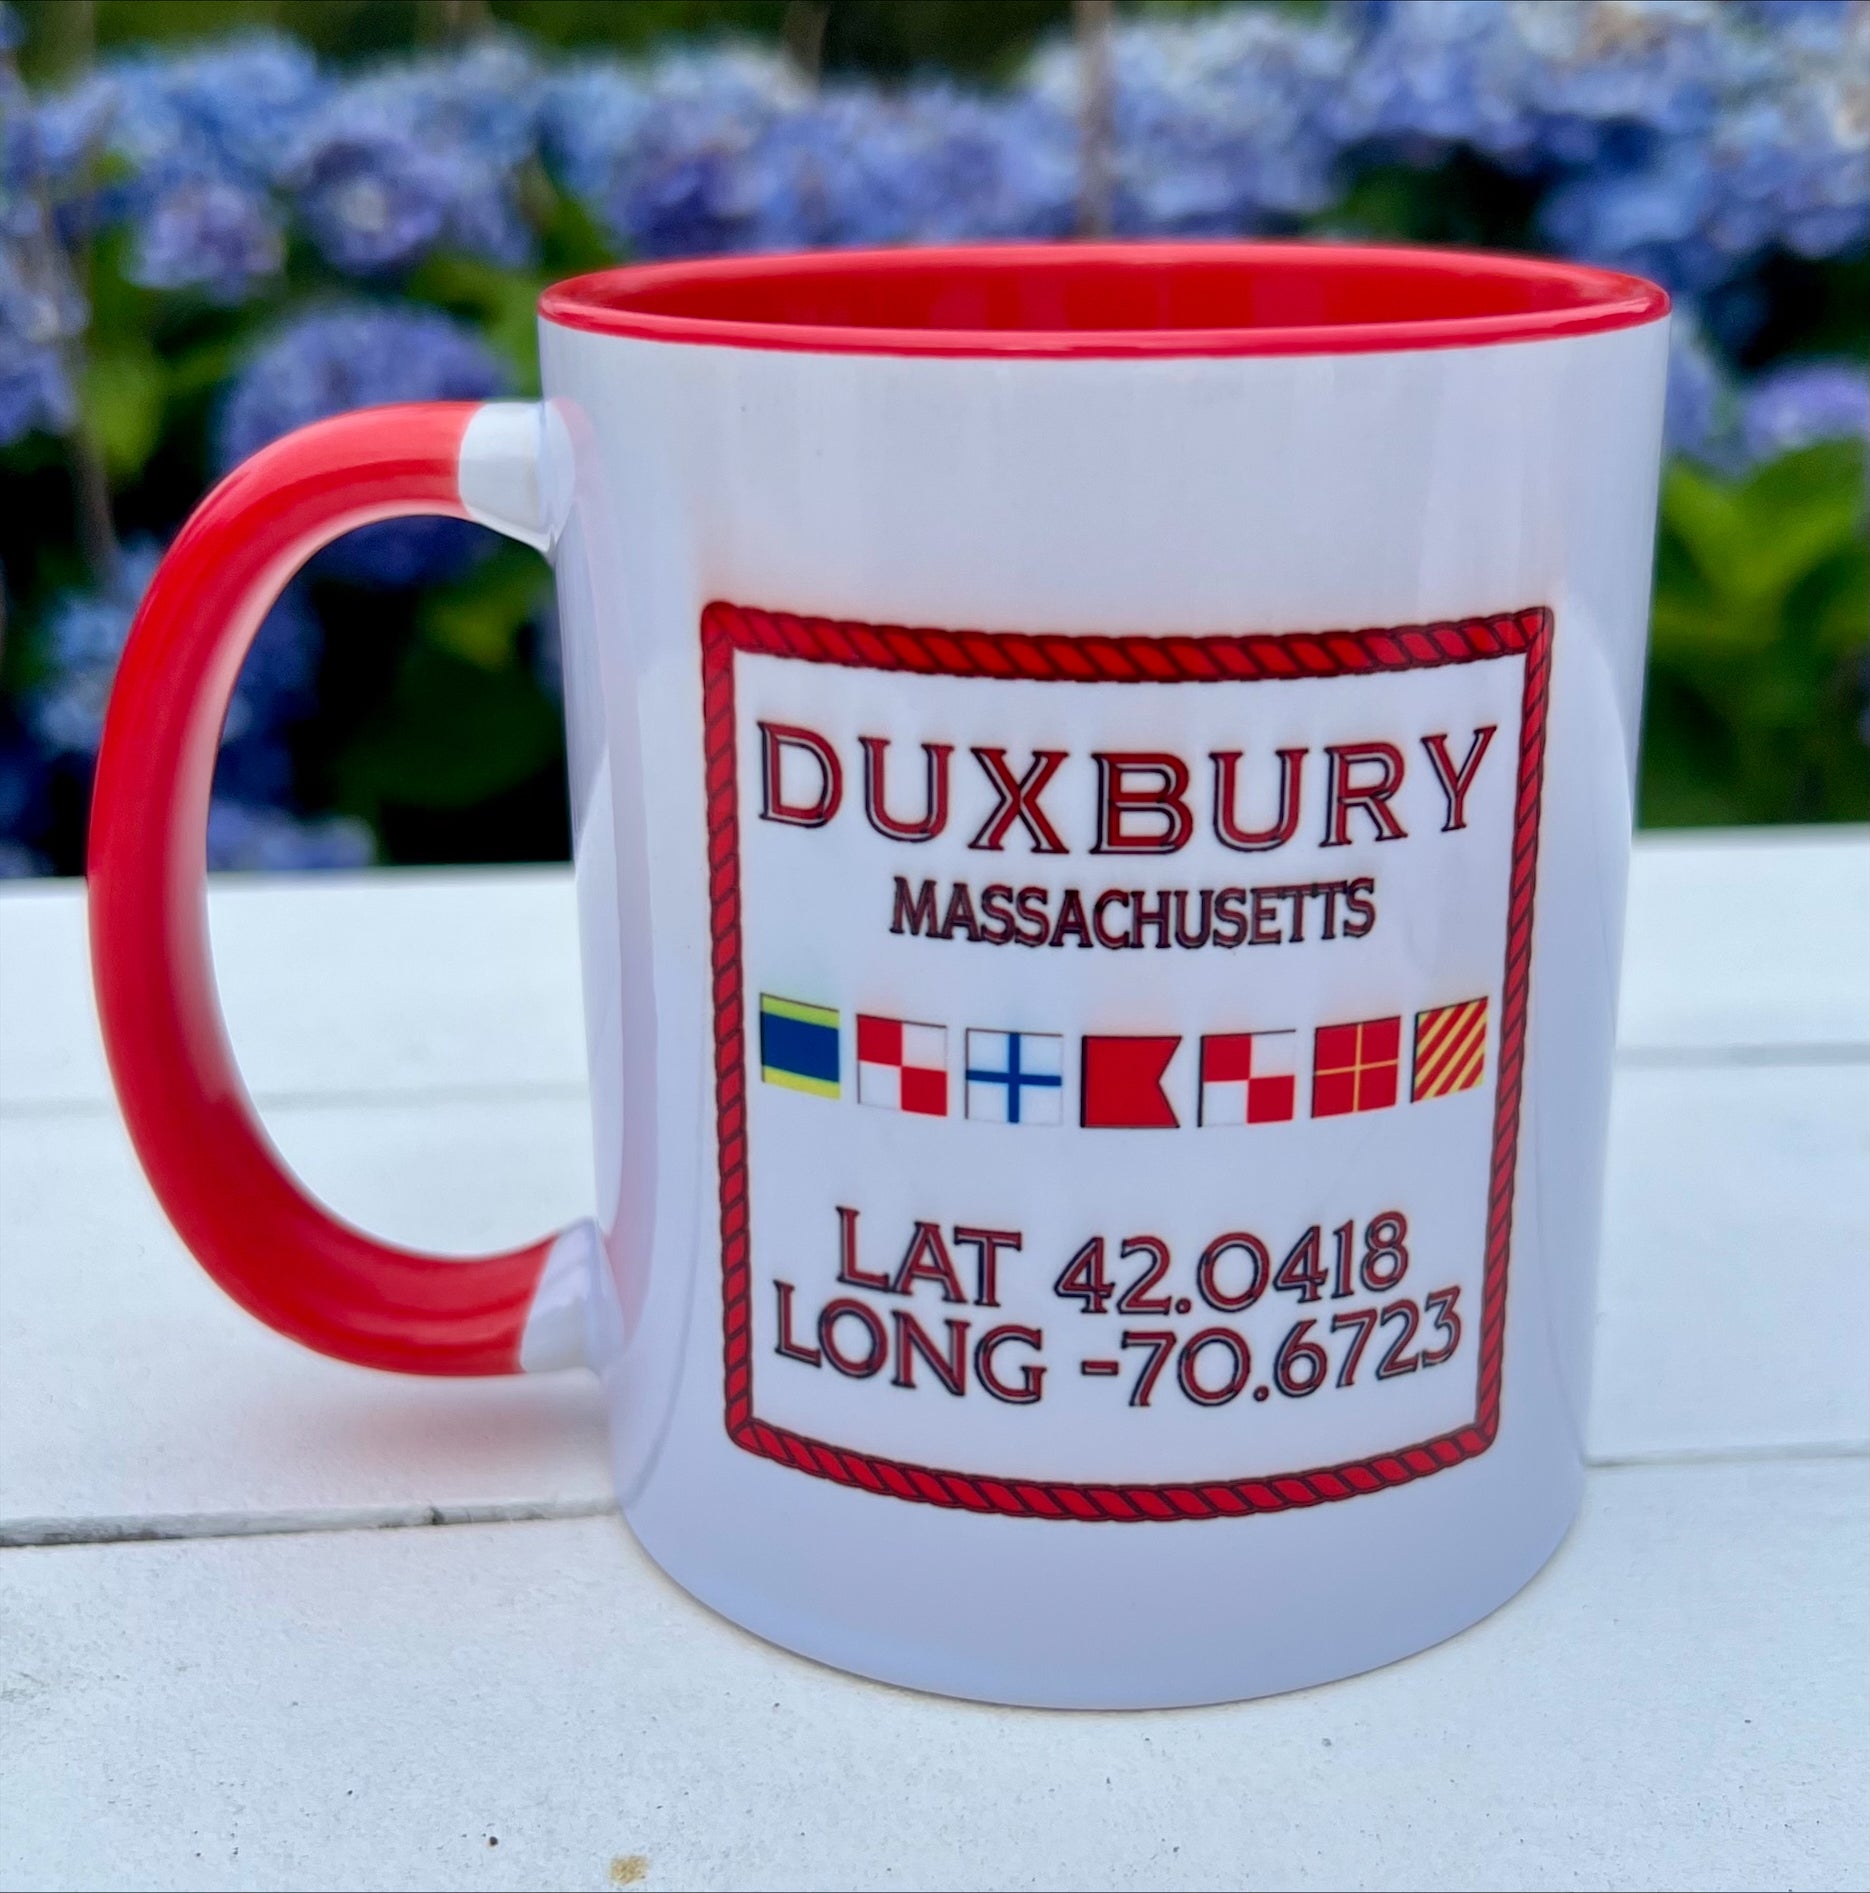 DUXBURY
MASSACHUSETTS
LAT 42.0418
LONG -70.6723